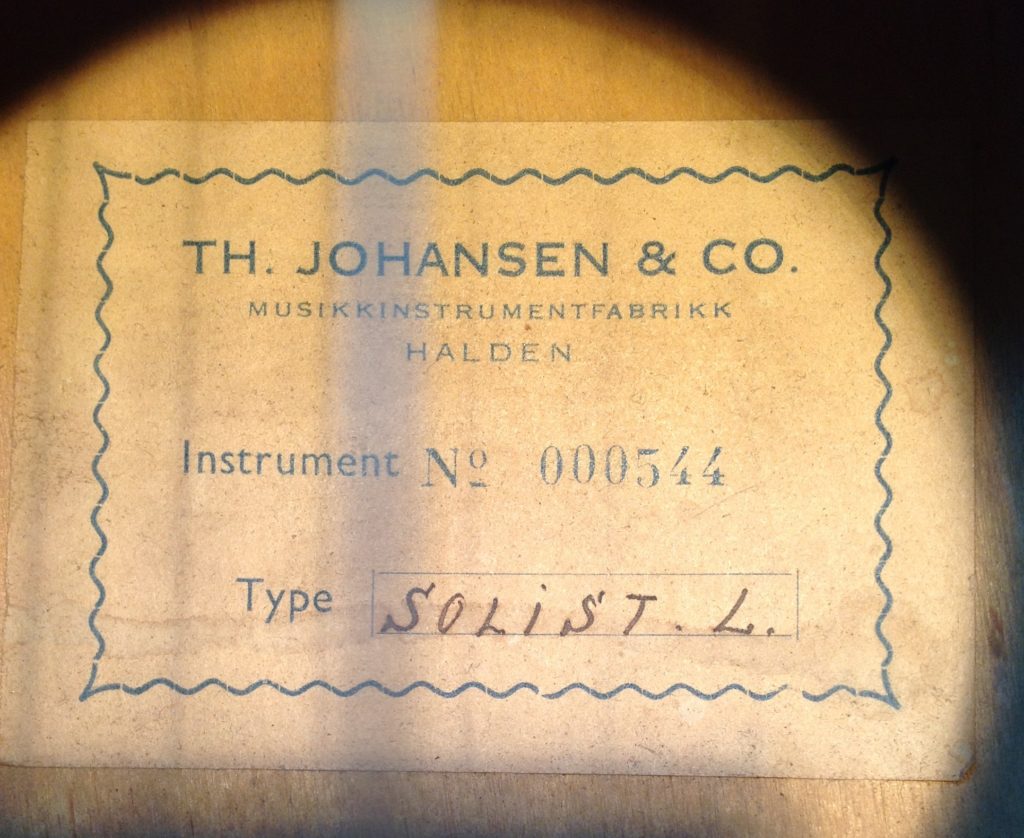 TH. JOHANSEN & CO.
MUSIKKINSTRUMENTFABRIKK
HALDEN
Instrument Nº 000544
Type SOLiST. L.